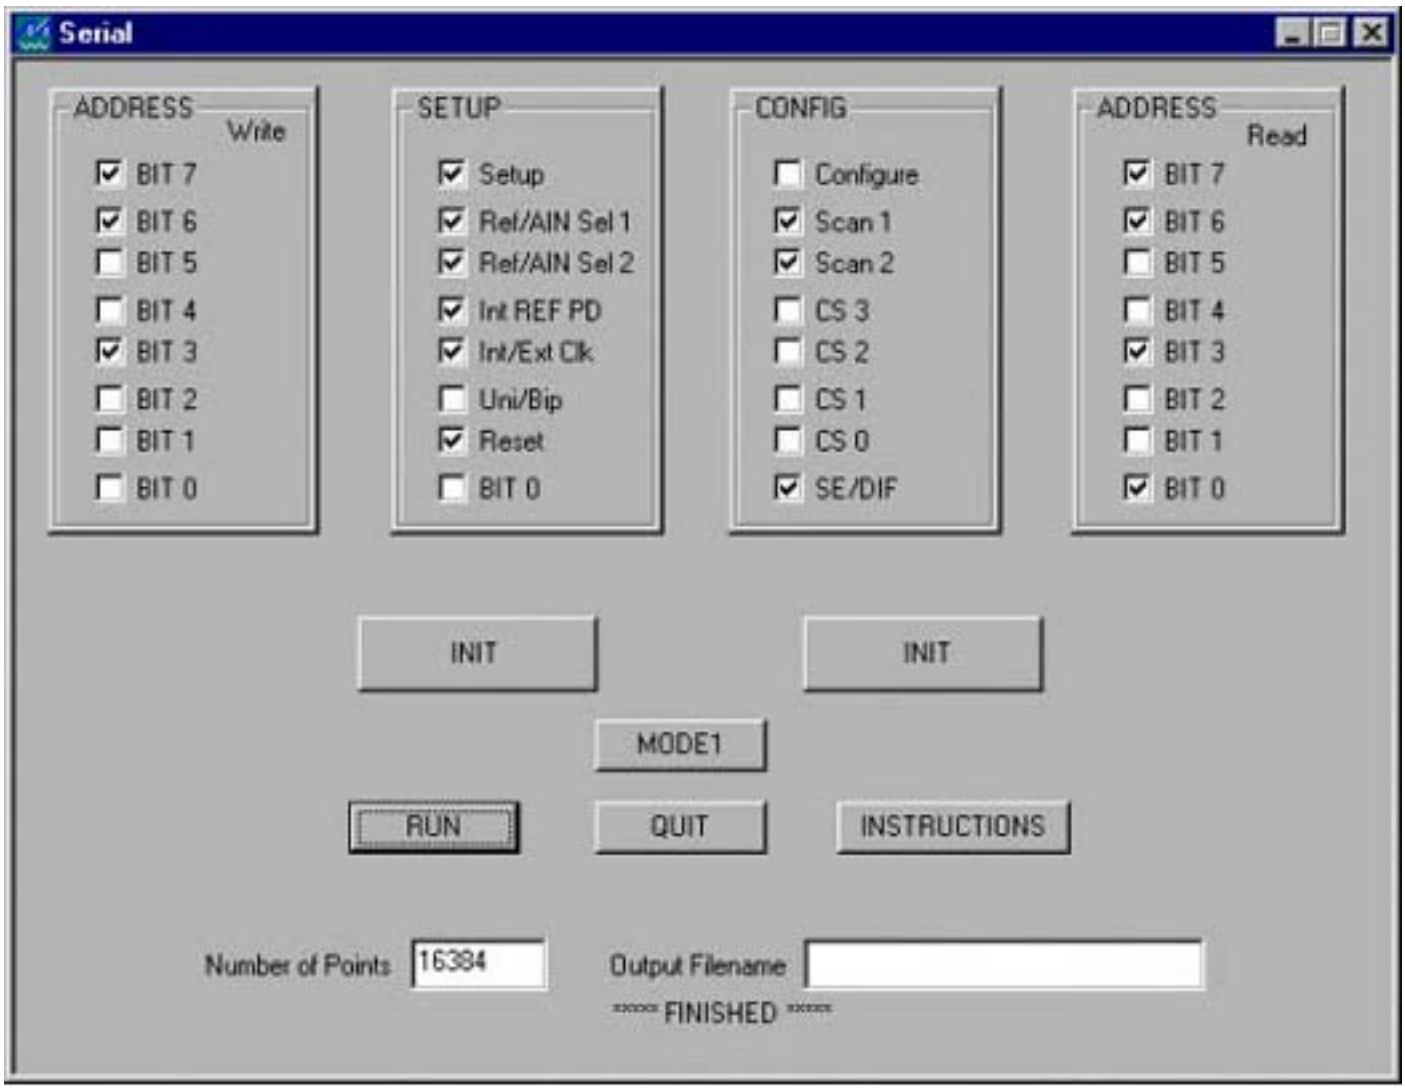 Serial
ADDRESS
Write
BIT 7
BIT 6
BIT 5
BIT 4
BIT 3
BIT 2
BIT 1
BIT 0
SETUP
Setup
Ref/AIN Sel 1
Ref/AIN Sel 2
Int REF PD
Int/Ext Clk
Uni/Bip
Reset
BIT 0
CONFIG
Configure
Scan 1
Scan 2
CS 3
CS 2
CS 1
CS 0
SE/DIF
ADDRESS
Read
BIT 7
BIT 6
BIT 5
BIT 4
BIT 3
BIT 2
BIT 1
BIT 0
INIT
INIT
MODE1
RUN
QUIT
INSTRUCTIONS
Number of Points 16384
Output Filename
***** FINISHED *****